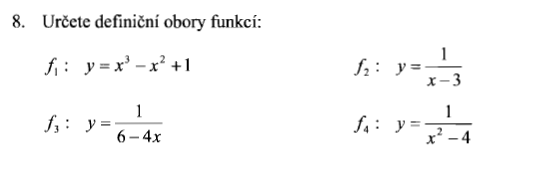 8. Určete definiční obory funkcí:
f₁ : y = x³ − x² + 1
f₂ : y = 1/(x − 3)
f₃ : y = 1/(6 − 4x)
f₄ : y = 1/(x² − 4)